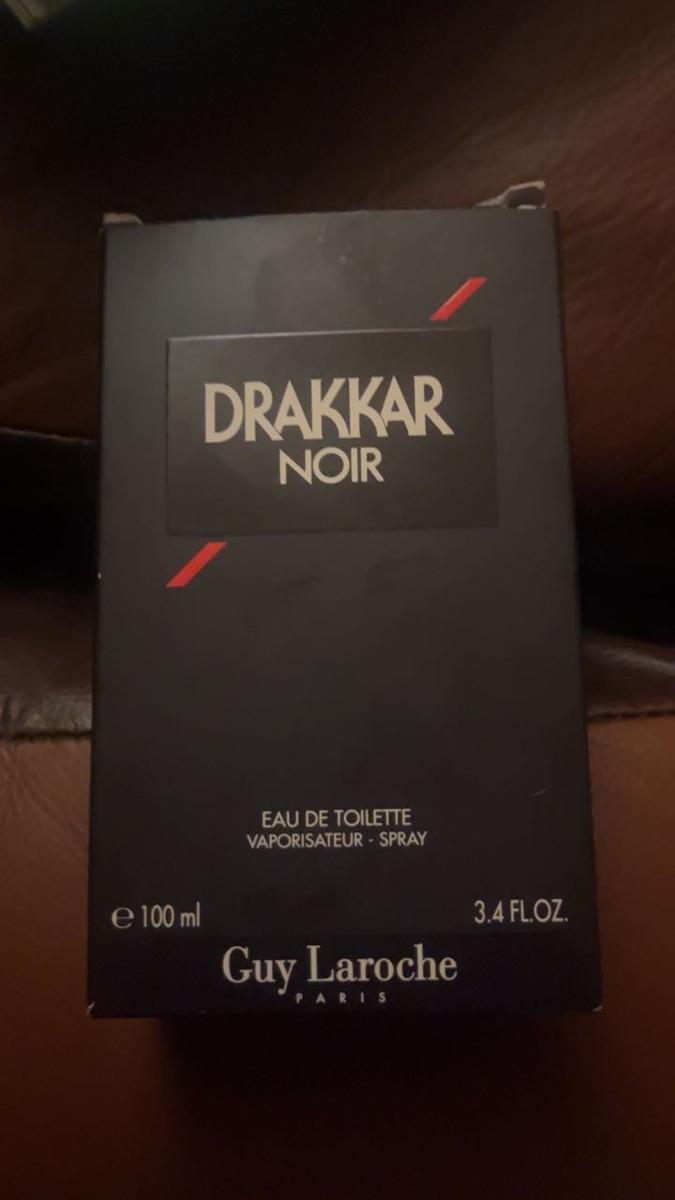 DRAKKAR
NOIR
EAU DE TOILETTE
VAPORISATEUR - SPRAY
℮ 100 ml
3.4 FL.OZ.
Guy Laroche
PARIS